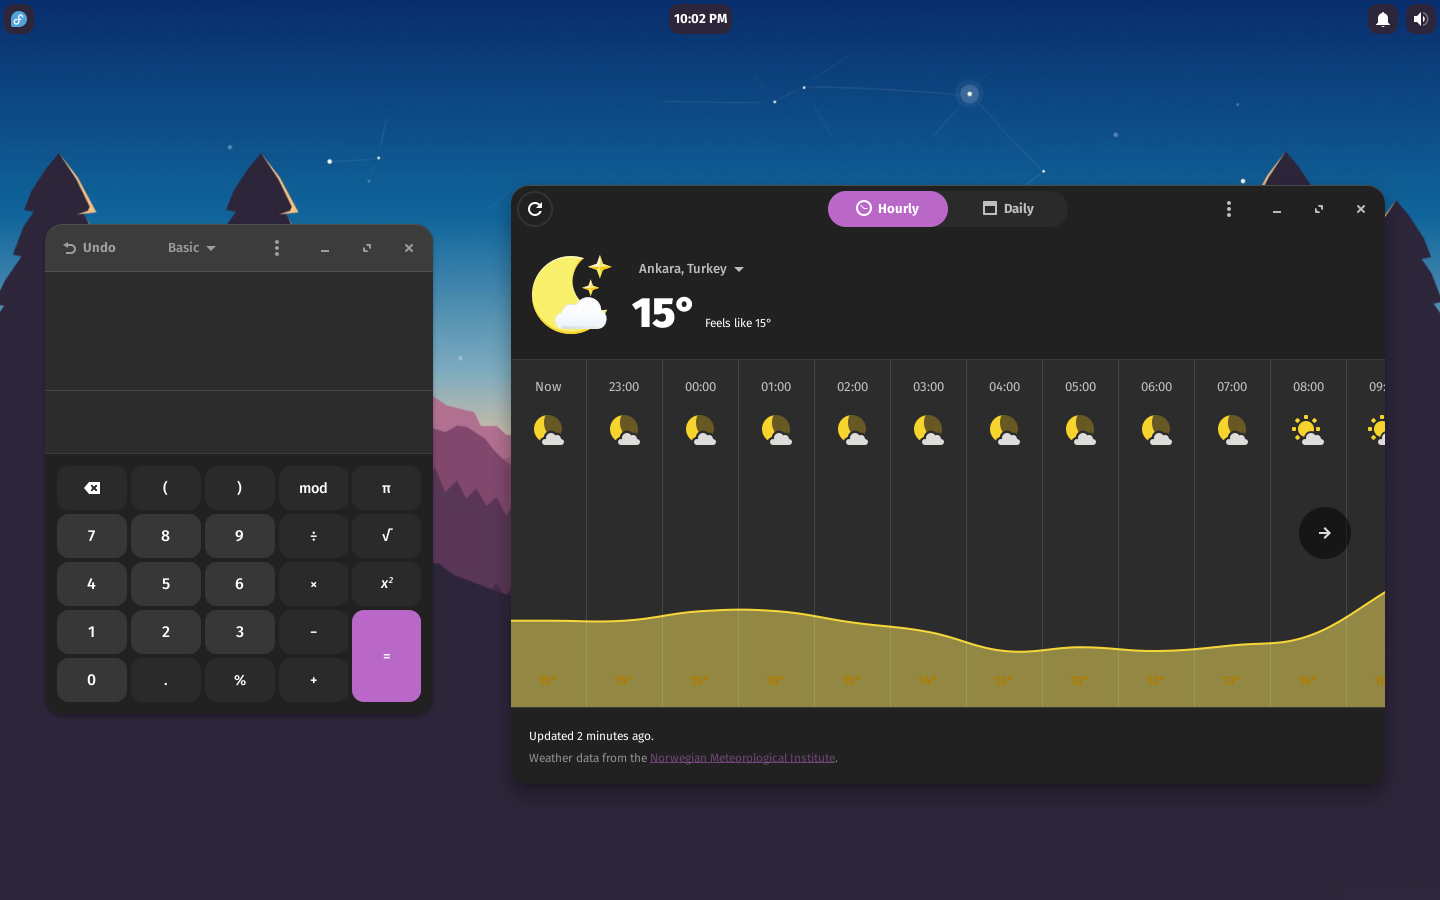 10:02 PM
Undo
Basic
( ) mod π
7 8 9 ÷ √
4 5 6 × x²
1 2 3 −
=
0 . % +
Hourly
Daily
Ankara, Turkey
15°
Feels like 15°
Now 23:00 00:00 01:00 02:00 03:00 04:00 05:00 06:00 07:00 08:00 09:
15° 15° 15° 15° 15° 14° 13° 13° 13° 13° 14°
Updated 2 minutes ago.
Weather data from the Norwegian Meteorological Institute.